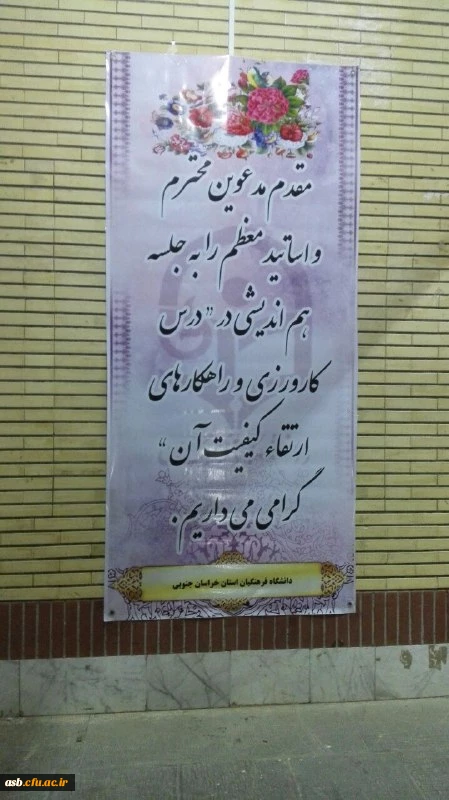 مقدم مدعوین محترم
و اساتید معظم را به جلسه
هم اندیشی در "درس
کارورزی و راهکارهای
ارتقاء کیفیت آن"
گرامی می داریم.
دانشگاه فرهنگیان استان خراسان جنوبی
asb.cfu.ac.ir